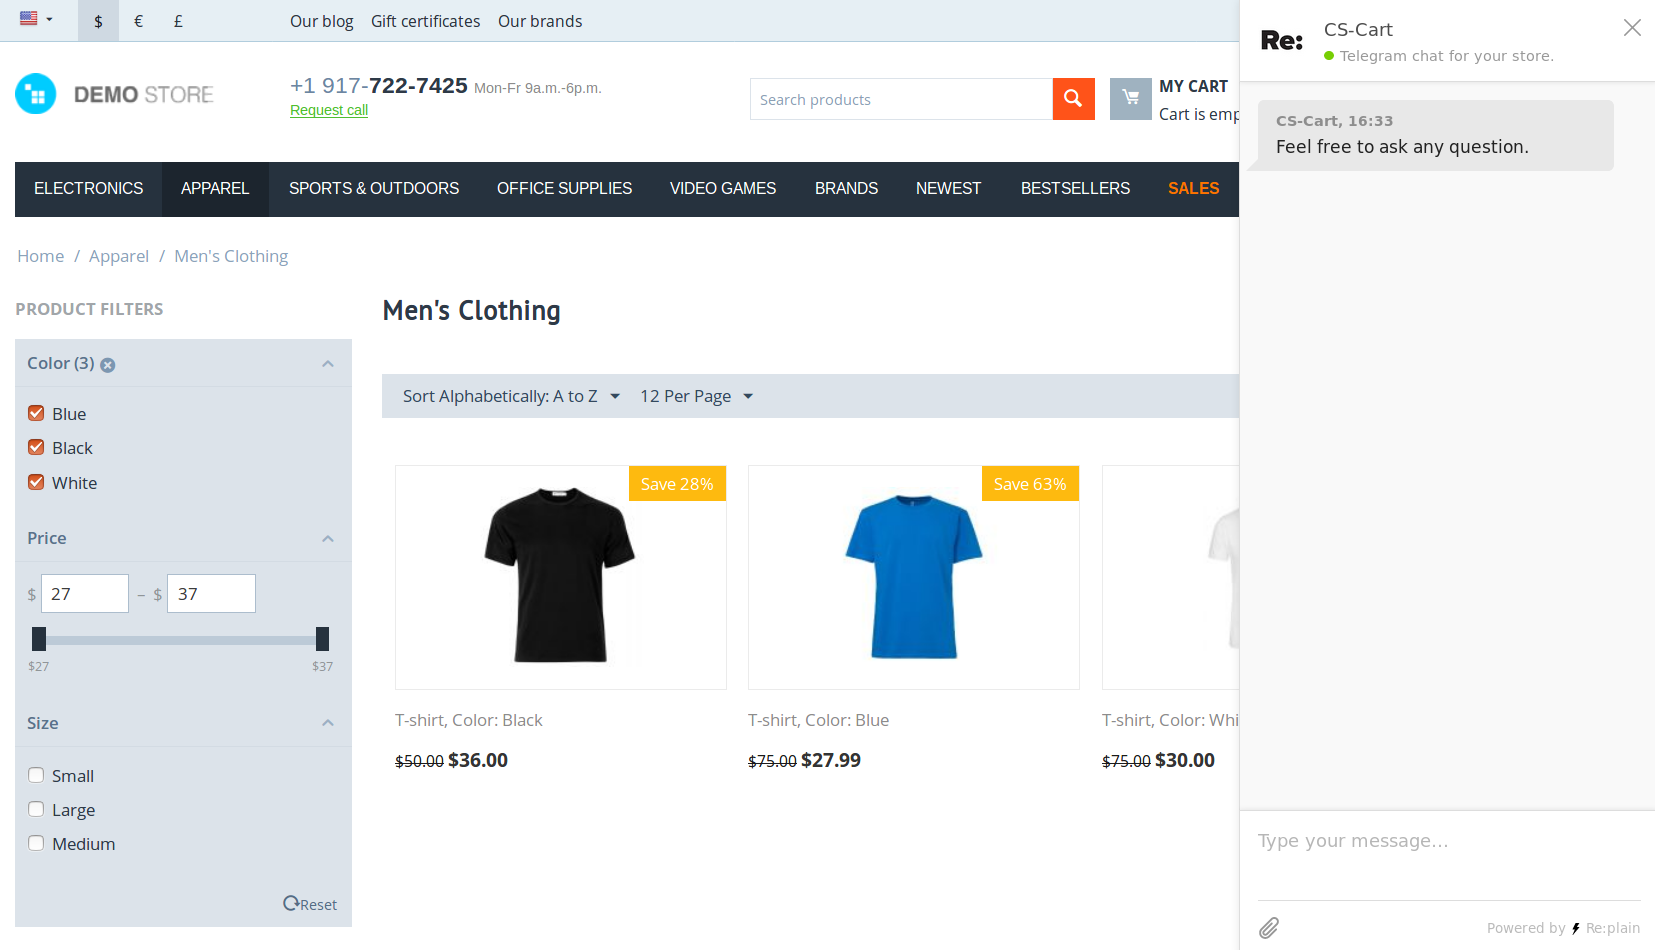 $ € £ Our blog Gift certificates Our brands
DEMO STORE
+1 917-722-7425 Mon-Fr 9a.m.-6p.m.
Request call
Search products
MY CART
Cart is emp
ELECTRONICS APPAREL SPORTS & OUTDOORS OFFICE SUPPLIES VIDEO GAMES BRANDS NEWEST BESTSELLERS SALES
Home / Apparel / Men's Clothing
PRODUCT FILTERS
Color (3)
Blue
Black
White
Price
$ 27 – $ 37
$27 $37
Size
Small
Large
Medium
Reset
Men's Clothing
Sort Alphabetically: A to Z 12 Per Page
Save 28%
T-shirt, Color: Black
$50.00 $36.00
Save 63%
T-shirt, Color: Blue
$75.00 $27.99
T-shirt, Color: Whi
$75.00 $30.00
Re:
CS-Cart
Telegram chat for your store.
CS-Cart, 16:33
Feel free to ask any question.
Type your message...
Powered by Re:plain